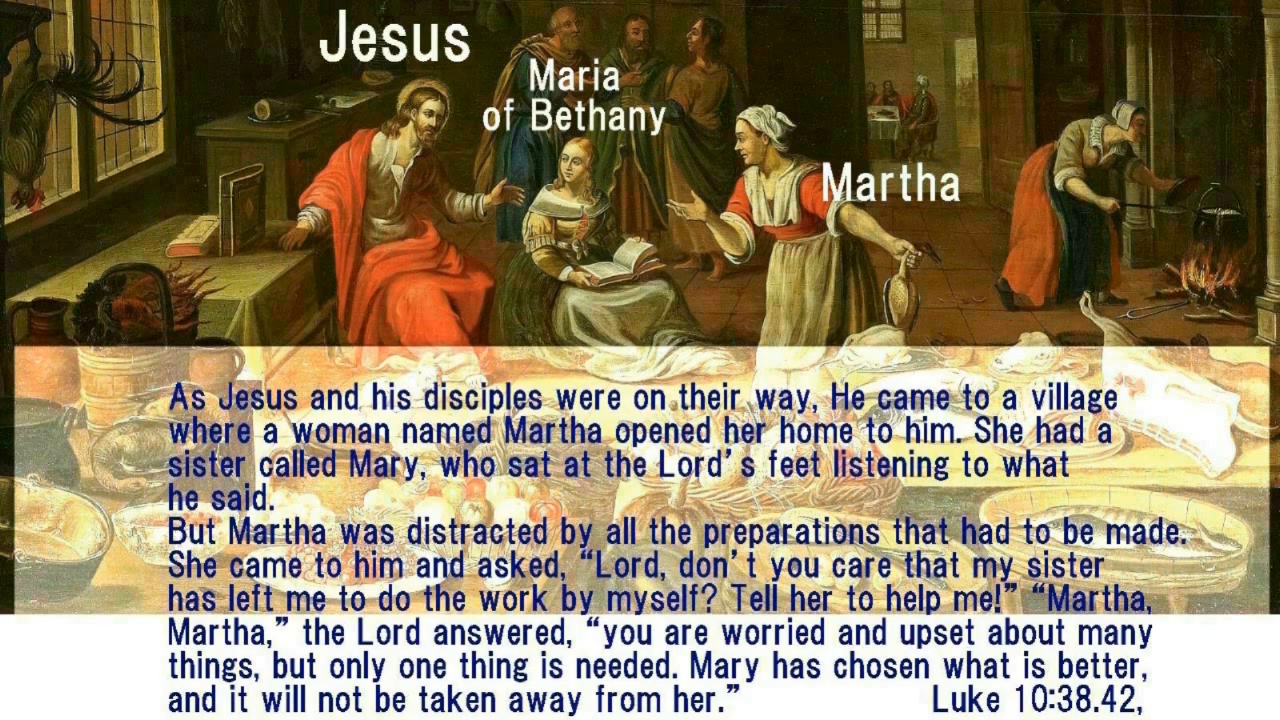 Jesus
Maria
of Bethany
Martha
As Jesus and his disciples were on their way, He came to a village
where a woman named Martha opened her home to him. She had a
sister called Mary, who sat at the Lord’s feet listening to what
he said.
But Martha was distracted by all the preparations that had to be made.
She came to him and asked, “Lord, don’t you care that my sister
has left me to do the work by myself? Tell her to help me!” “Martha,
Martha,” the Lord answered, “you are worried and upset about many
things, but only one thing is needed. Mary has chosen what is better,
and it will not be taken away from her.” Luke 10:38.42,